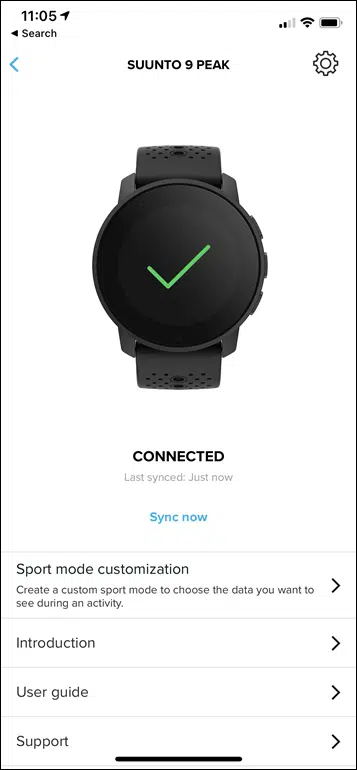 11:05
Search
SUUNTO 9 PEAK
CONNECTED
Last synced: Just now
Sync now
Sport mode customization
Create a custom sport mode to choose the data you want to
see during an activity.
Introduction
User guide
Support